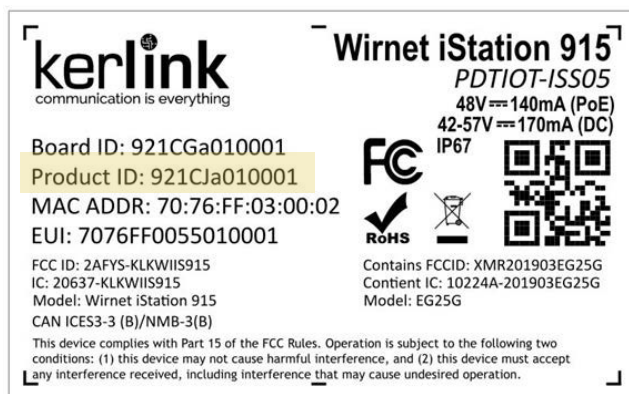 kerlink
communication is everything
Wirnet iStation 915
PDTIOT-ISS05
48V⎓140mA (PoE)
42-57V⎓170mA (DC)
IP67
FC
RoHS
Board ID: 921CGa010001
Product ID: 921CJa010001
MAC ADDR: 70:76:FF:03:00:02
EUI: 7076FF0055010001
FCC ID: 2AFYS-KLKWIIS915
IC: 20637-KLKWIIS915
Model: Wirnet iStation 915
CAN ICES3-3 (B)/NMB-3(B)
Contains FCCID: XMR201903EG25G
Contient IC: 10224A-201903EG25G
Model: EG25G
This device complies with Part 15 of the FCC Rules. Operation is subject to the following two
conditions: (1) this device may not cause harmful interference, and (2) this device must accept
any interference received, including interference that may cause undesired operation.